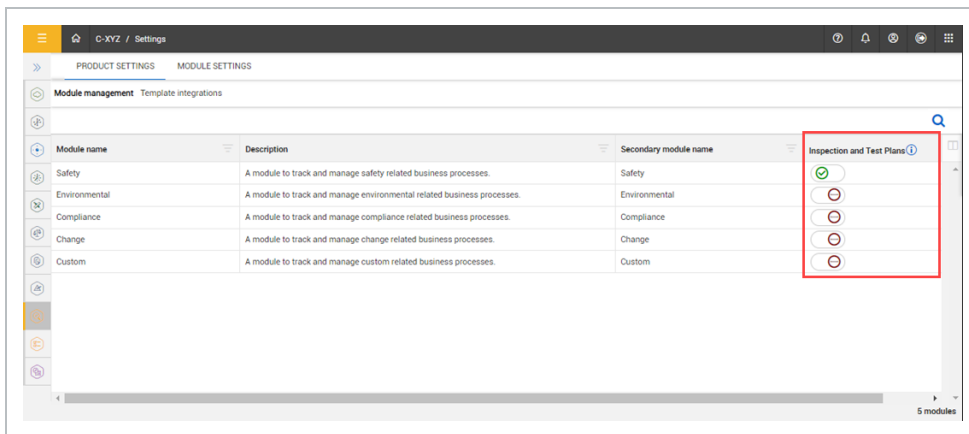 C-XYZ / Settings
PRODUCT SETTINGS MODULE SETTINGS
Module management Template integrations
Module name Description Secondary module name Inspection and Test Plans
Safety A module to track and manage safety related business processes. Safety
Environmental A module to track and manage environmental related business processes. Environmental
Compliance A module to track and manage compliance related business processes. Compliance
Change A module to track and manage change related business processes. Change
Custom A module to track and manage custom related business processes. Custom
5 modules